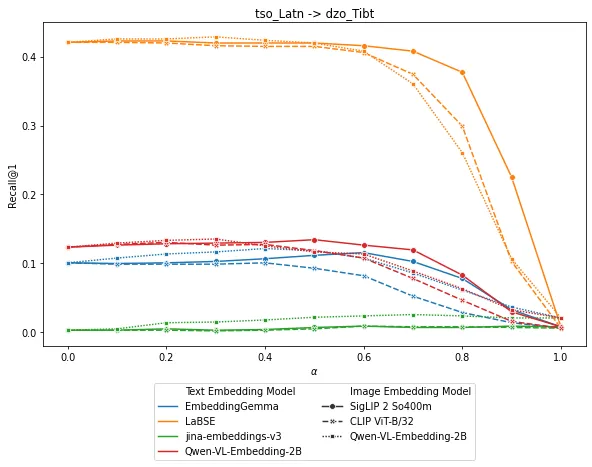 tso_Latn -> dzo_Tibt
Recall@1
0.4
0.3
0.2
0.1
0.0
0.0 0.2 0.4 0.6 0.8 1.0
α
Text Embedding Model Image Embedding Model
EmbeddingGemma SigLIP 2 So400m
LaBSE CLIP ViT-B/32
jina-embeddings-v3 Qwen-VL-Embedding-2B
Qwen-VL-Embedding-2B